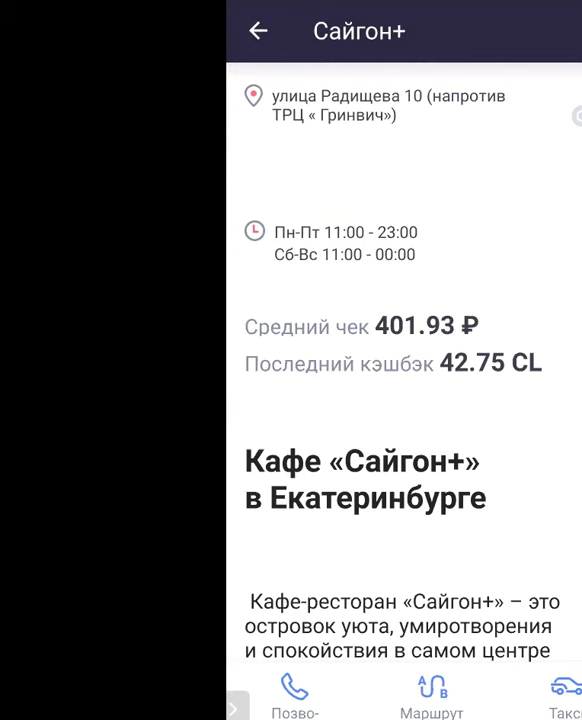 Сайгон+
улица Радищева 10 (напротив
ТРЦ « Гринвич»)
Пн-Пт 11:00 - 23:00
Сб-Вс 11:00 - 00:00
Средний чек 401.93 ₽
Последний кэшбэк 42.75 CL
Кафе «Сайгон+»
в Екатеринбурге
Кафе-ресторан «Сайгон+» – это
островок уюта, умиротворения
и спокойствия в самом центре
A B
Позво- Маршрут Такс